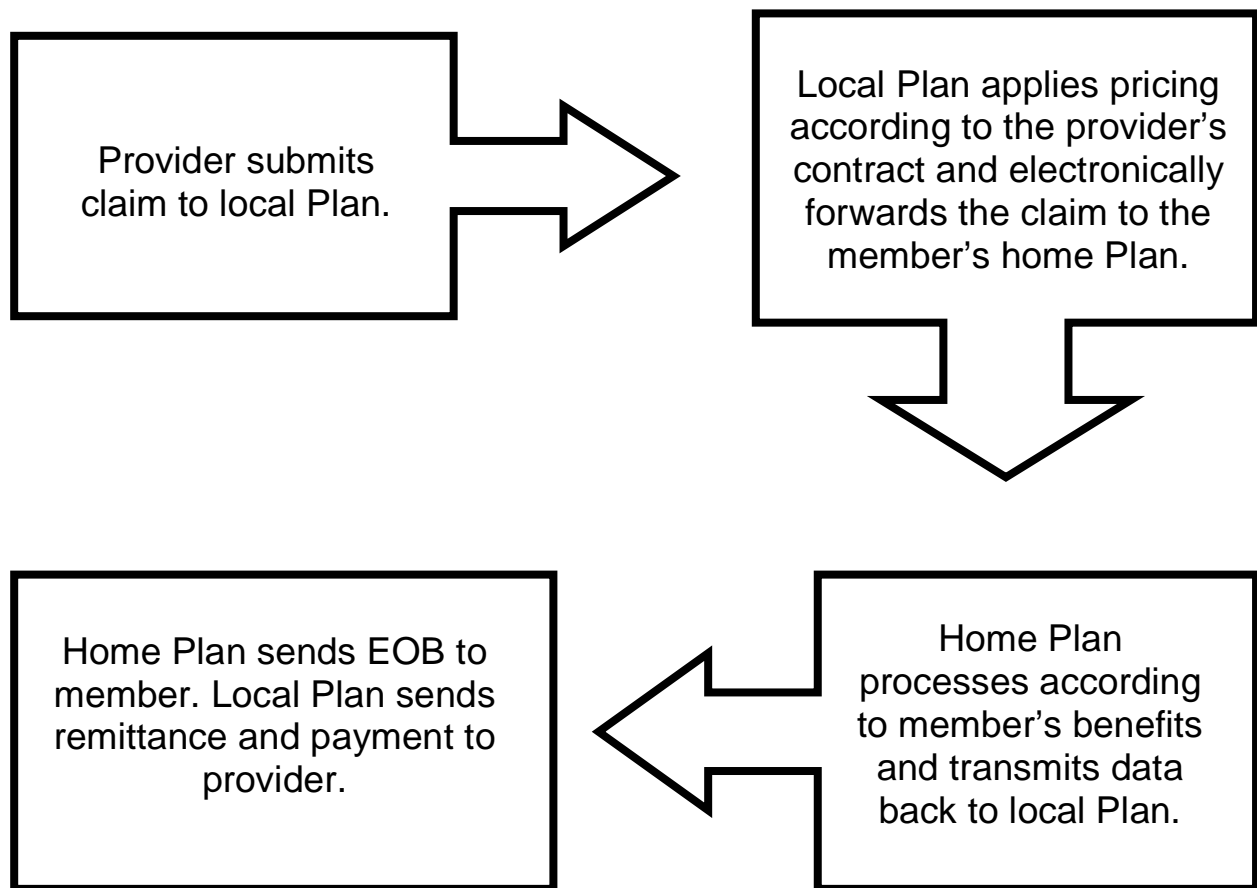 Provider submits
claim to local Plan.
Local Plan applies pricing
according to the provider’s
contract and electronically
forwards the claim to the
member’s home Plan.
Home Plan
processes according
to member’s benefits
and transmits data
back to local Plan.
Home Plan sends EOB to
member. Local Plan sends
remittance and payment to
provider.